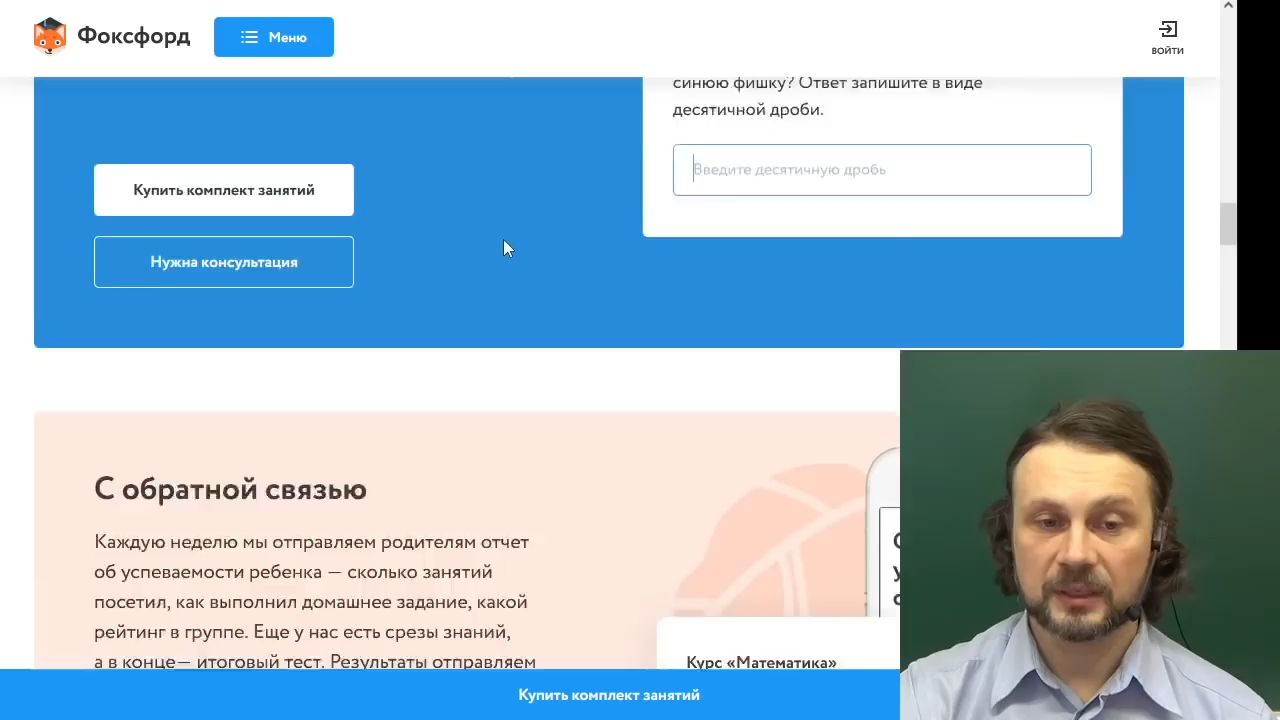 Фоксфорд
Меню
войти
синюю фишку? Ответ запишите в виде
десятичной дроби.
Введите десятичную дробь
Купить комплект занятий
Нужна консультация
С обратной связью
Каждую неделю мы отправляем родителям отчет
об успеваемости ребенка — сколько занятий
посетил, как выполнил домашнее задание, какой
рейтинг в группе. Еще у нас есть срезы знаний,
а в конце— итоговый тест. Результаты отправляем
Курс «Математика»
Купить комплект занятий